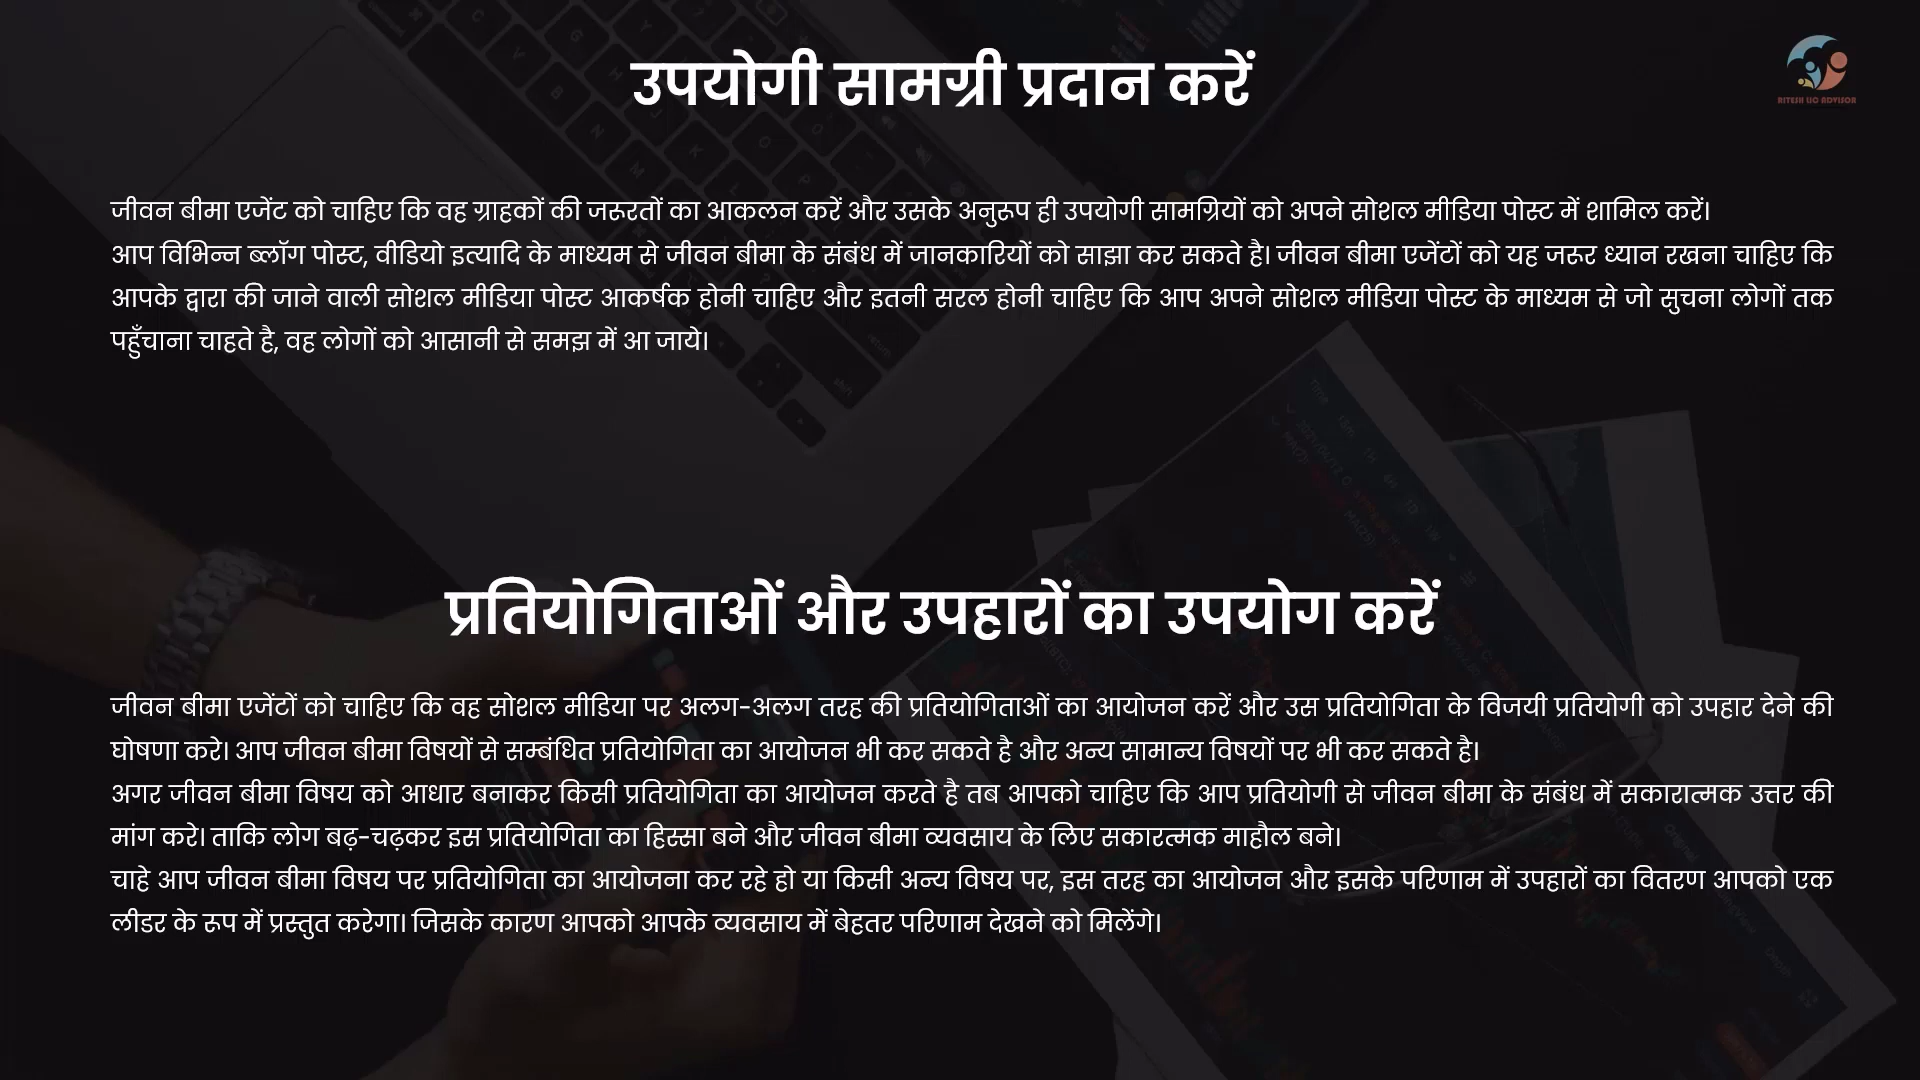 उपयोगी सामग्री प्रदान करें
RITESH LIC ADVISOR
जीवन बीमा एजेंट को चाहिए कि वह ग्राहकों की जरूरतों का आकलन करें और उसके अनुरूप ही उपयोगी सामग्रियों को अपने सोशल मीडिया पोस्ट में शामिल करें।
आप विभिन्न ब्लॉग पोस्ट, वीडियो इत्यादि के माध्यम से जीवन बीमा के संबंध में जानकारियों को साझा कर सकते है। जीवन बीमा एजेंटों को यह जरूर ध्यान रखना चाहिए कि
आपके द्वारा की जाने वाली सोशल मीडिया पोस्ट आकर्षक होनी चाहिए और इतनी सरल होनी चाहिए कि आप अपने सोशल मीडिया पोस्ट के माध्यम से जो सुचना लोगों तक
पहुँचाना चाहते है, वह लोगों को आसानी से समझ में आ जाये।
प्रतियोगिताओं और उपहारों का उपयोग करें
जीवन बीमा एजेंटों को चाहिए कि वह सोशल मीडिया पर अलग-अलग तरह की प्रतियोगिताओं का आयोजन करें और उस प्रतियोगिता के विजयी प्रतियोगी को उपहार देने की
घोषणा करे। आप जीवन बीमा विषयों से सम्बंधित प्रतियोगिता का आयोजन भी कर सकते है और अन्य सामान्य विषयों पर भी कर सकते है।
अगर जीवन बीमा विषय को आधार बनाकर किसी प्रतियोगिता का आयोजन करते है तब आपको चाहिए कि आप प्रतियोगी से जीवन बीमा के संबंध में सकारात्मक उत्तर की
मांग करे। ताकि लोग बढ़-चढ़कर इस प्रतियोगिता का हिस्सा बने और जीवन बीमा व्यवसाय के लिए सकारत्मक माहौल बने।
चाहे आप जीवन बीमा विषय पर प्रतियोगिता का आयोजना कर रहे हो या किसी अन्य विषय पर, इस तरह का आयोजन और इसके परिणाम में उपहारों का वितरण आपको एक
लीडर के रूप में प्रस्तुत करेगा। जिसके कारण आपको आपके व्यवसाय में बेहतर परिणाम देखने को मिलेंगे।